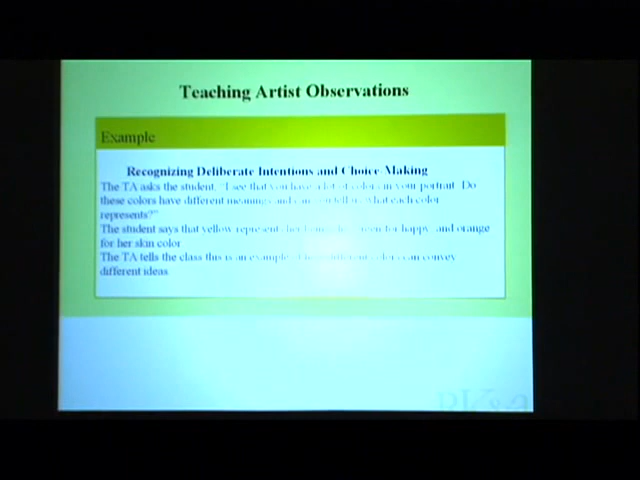 Teaching Artist Observations
Example
Recognizing Deliberate Intentions and Choice-Making
The TA asks the student, "I see that you have a lot of colors in your portrait. Do
these colors have different meanings and can you tell us what each color
represents?"
The student says that yellow represents her green for happy, and orange
for her skin color
The TA tells the class this is an example of how different colors can convey
different ideas